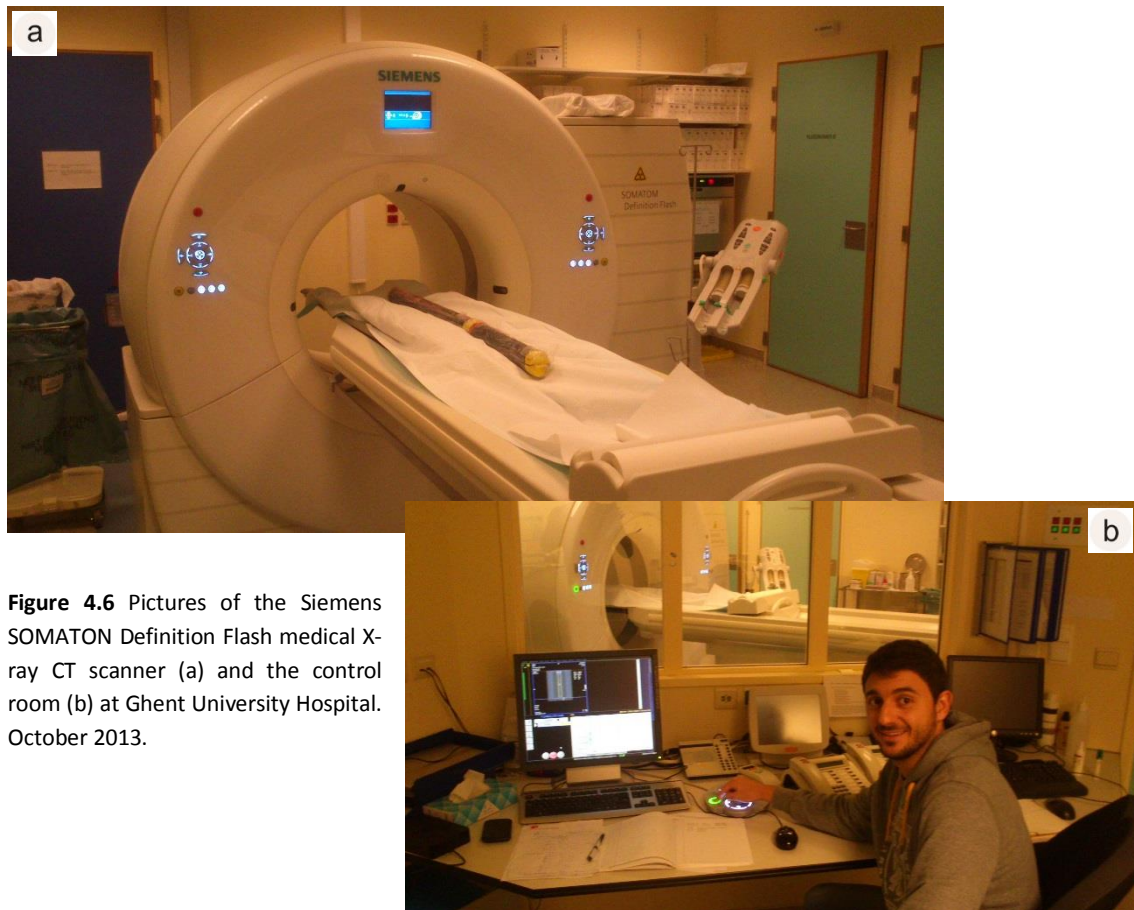 a
SIEMENS
SOMATOM
Definition Flash
b
Figure 4.6 Pictures of the Siemens
SOMATON Definition Flash medical X-
ray CT scanner (a) and the control
room (b) at Ghent University Hospital.
October 2013.